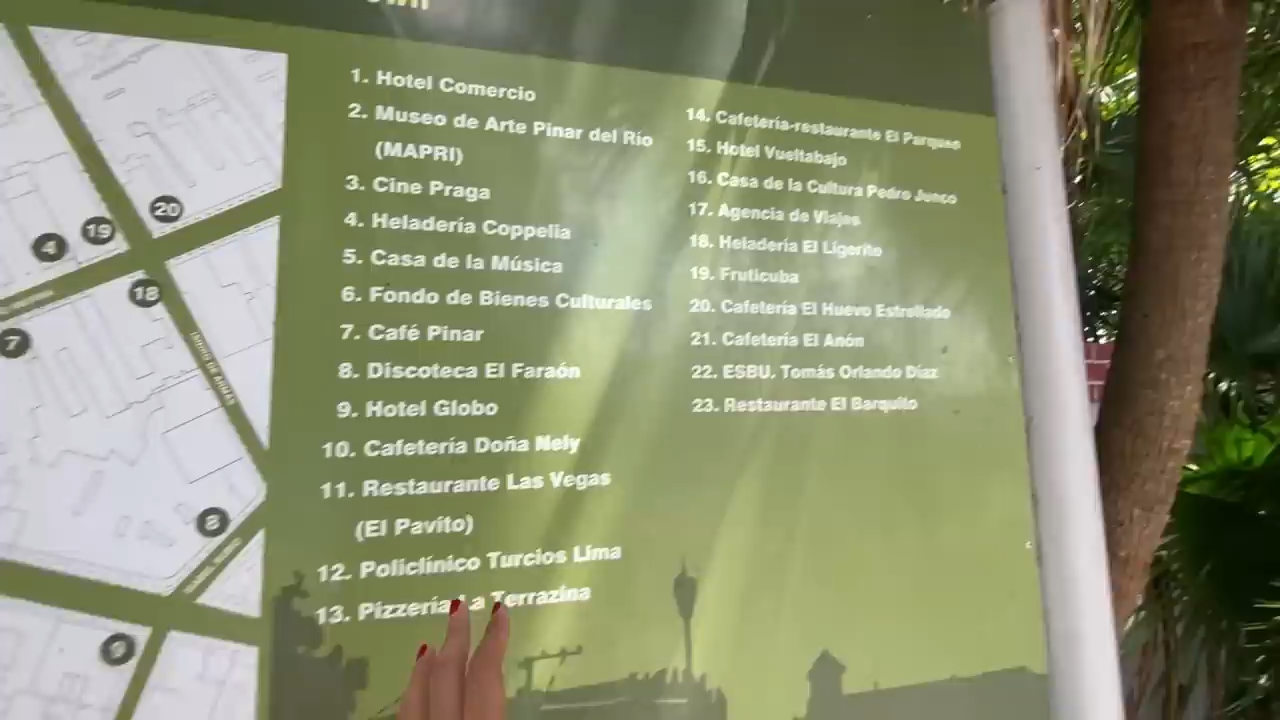 1. Hotel Comercio
2. Museo de Arte Pinar del Río
(MAPRI)
3. Cine Praga
4. Heladería Coppelia
5. Casa de la Música
6. Fondo de Bienes Culturales
7. Café Pinar
8. Discoteca El Faraón
9. Hotel Globo
10. Cafetería Doña Nely
11. Restaurante Las Vegas
(El Pavito)
12. Policlínico Turcios Lima
13. Pizzería La Terrazina
14. Cafetería-restaurante El Parqueo
15. Hotel Vueltabajo
16. Casa de la Cultura Pedro Junco
17. Agencia de Viajes
18. Heladería El Ligerito
19. Fruticuba
20. Cafetería El Huevo Estrellado
21. Cafetería El Anón
22. ESBU. Tomás Orlando Díaz
23. Restaurante El Barquito
20
19
4
18
7
8
9